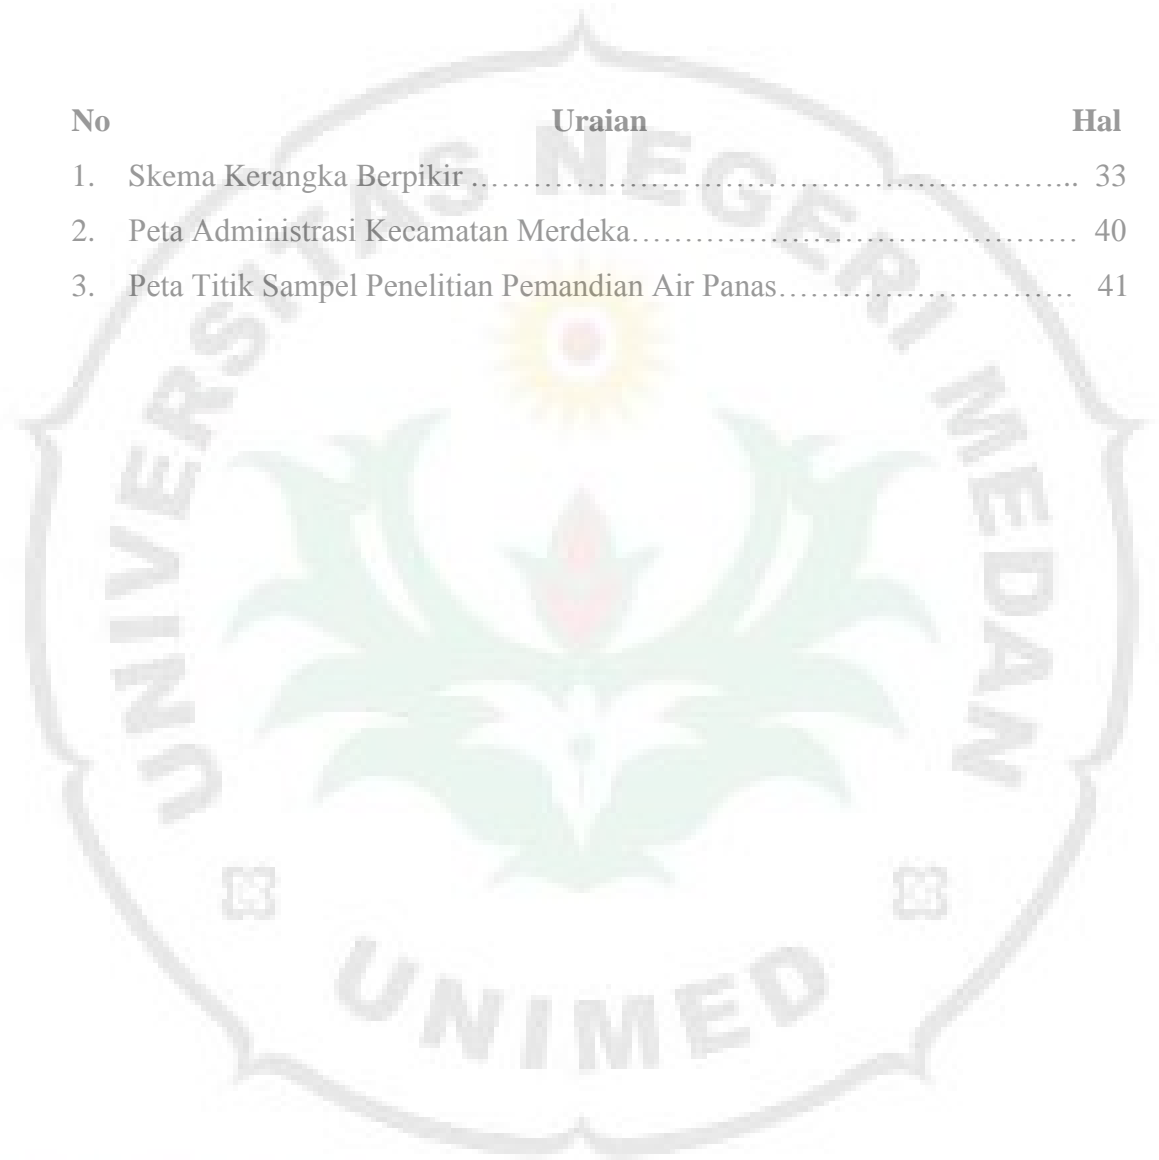 No Uraian Hal
1. Skema Kerangka Berpikir ………………………………………………... 33
2. Peta Administrasi Kecamatan Merdeka…………………………………… 40
3. Peta Titik Sampel Penelitian Pemandian Air Panas………………………. 41
UNIVERSITAS NEGERI MEDAN
UNIMED